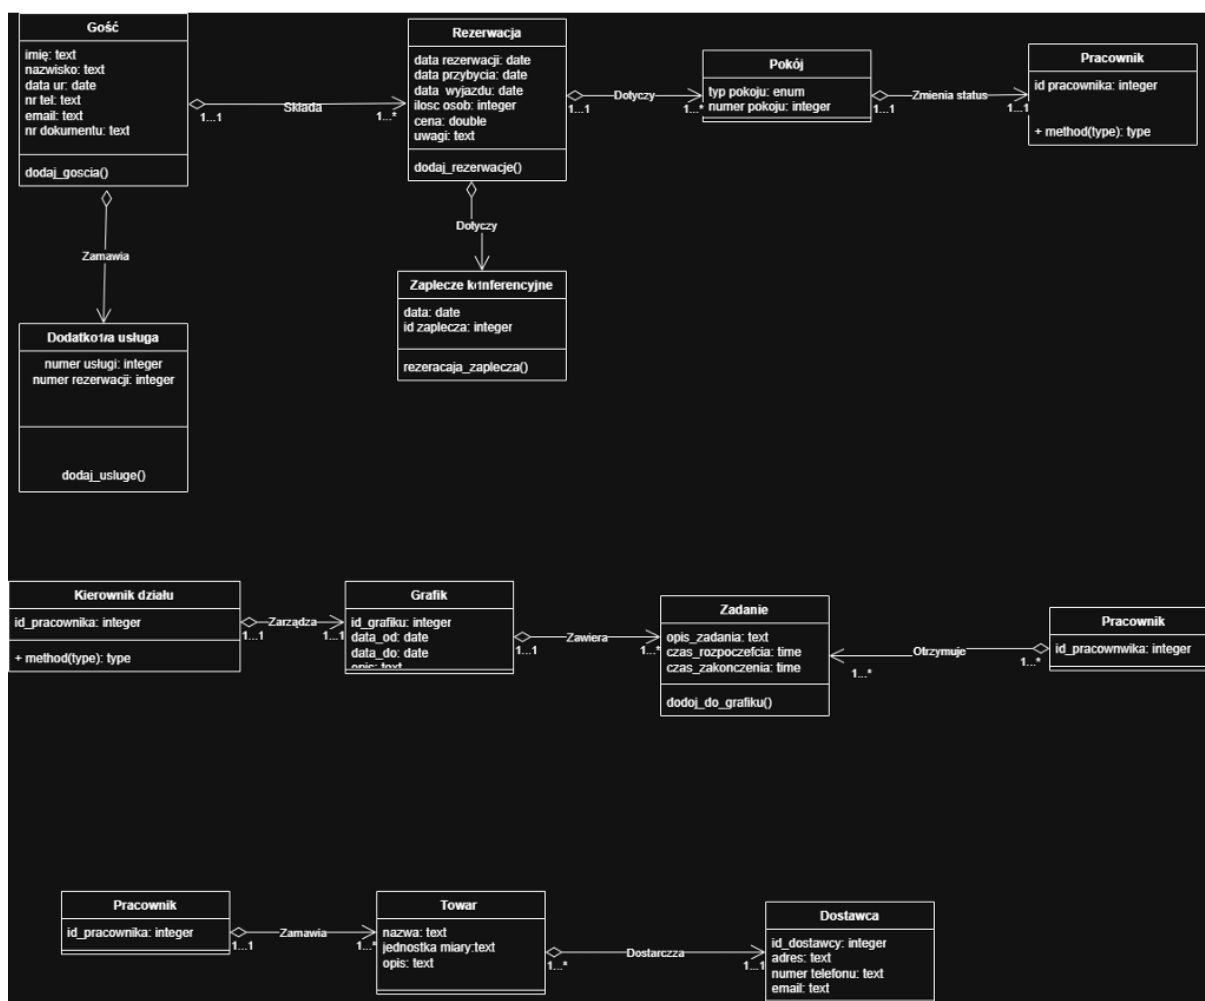 Gość
imię: text
nazwisko: text
data ur: date
nr tel: text
email: text
nr dokumentu: text
dodaj_goscia()
1...1
Składa
1...*
Rezerwacja
data rezerwacji: date
data przybycia: date
data wyjazdu: date
ilosc osob: integer
cena: double
uwagi: text
dodaj_rezerwacje()
1...1
Dotyczy
1...*
Pokój
typ pokoju: enum
numer pokoju: integer
1...1
Zmienia status
1...1
Pracownik
id pracownika: integer
+ method(type): type
Zamawia
Dodatko1/a usługa
numer usługi: integer
numer rezerwacji: integer
dodaj_usluge()
Dotyczy
Zaplecze k1nferencyjne
data: date
id zaplecza: integer
rezeracaja_zaplecza()
Kierownik działu
id_pracownika: integer
+ method(type): type
1...1
Zarządza
1...1
Grafik
id_grafiku: integer
data_od: date
data_do: date
opis: text
1...1
Zawiera
1...*
Zadanie
opis_zadania: text
czas_rozpoczefcia: time
czas_zakonczenia: time
dodoj_do_grafiku()
1...*
Otrzymuje
1...*
Pracownik
id_pracownwika: integer
Pracownik
id_pracownika: integer
1...1
Zamawia
1...*
Towar
nazwa: text
jednostka miary:text
opis: text
1...*
Dostarczza
1...1
Dostawca
id_dostawcy: integer
adres: text
numer telefonu: text
email: text